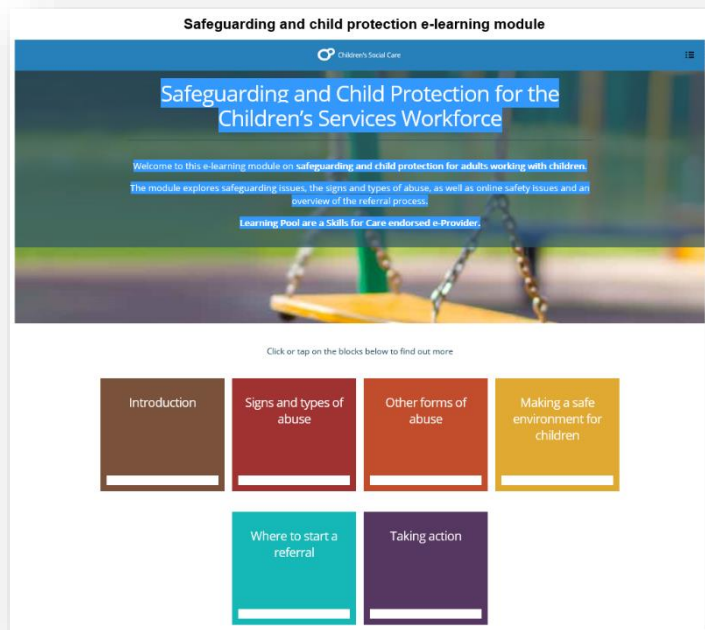 Safeguarding and child protection e-learning module
Children's Social Care
Safeguarding and Child Protection for the
Children's Services Workforce
Welcome to this e-learning module on safeguarding and child protection for adults working with children.
The module explores safeguarding issues, the signs and types of abuse, as well as online safety issues and an
overview of the referral process.
Learning Pool are a Skills for Care endorsed e-Provider.
Click or tap on the blocks below to find out more
Introduction
Signs and types of
abuse
Other forms of
abuse
Making a safe
environment for
children
Where to start a
referral
Taking action